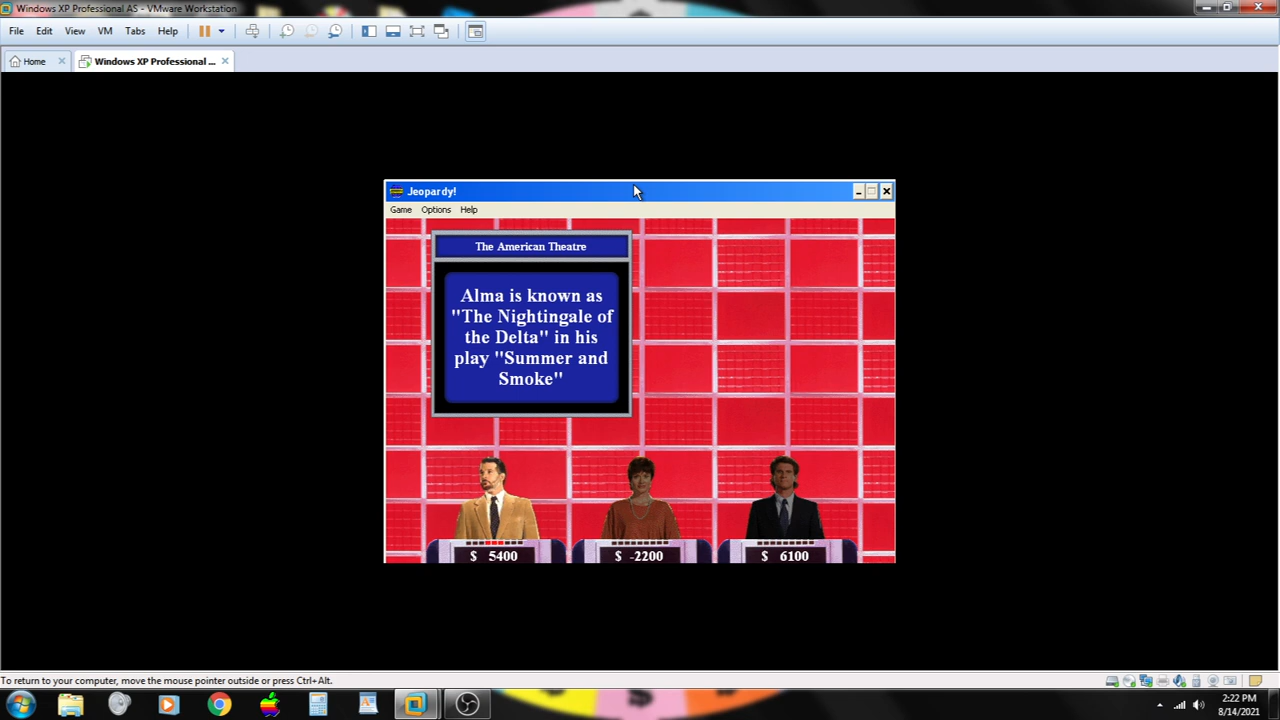 Windows XP Professional AS - VMware Workstation
File Edit View VM Tabs Help
Home Windows XP Professional ...
Jeopardy!
Game Options Help
The American Theatre
Alma is known as
"The Nightingale of
the Delta" in his
play "Summer and
Smoke"
$ 5400 $ -2200 $ 6100
To return to your computer, move the mouse pointer outside or press Ctrl+Alt.
2:22 PM
8/14/2021